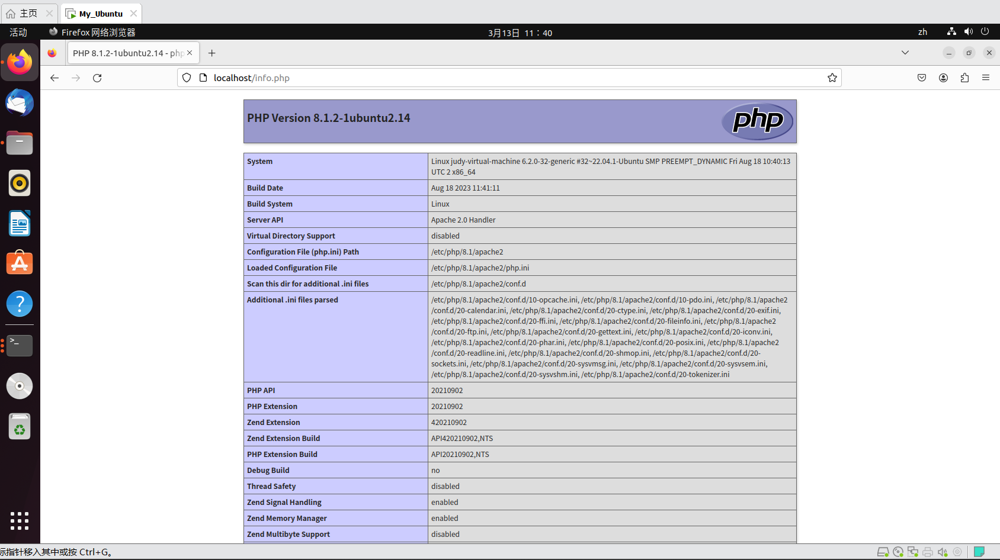 主页
My_Ubuntu
活动
Firefox 网络浏览器
3月13日 11：40
zh
PHP 8.1.2-1ubuntu2.14 - php
localhost/info.php
PHP Version 8.1.2-1ubuntu2.14
php
System
Linux judy-virtual-machine 6.2.0-32-generic #32~22.04.1-Ubuntu SMP PREEMPT_DYNAMIC Fri Aug 18 10:40:13
UTC 2 x86_64
Build Date
Aug 18 2023 11:41:11
Build System
Linux
Server API
Apache 2.0 Handler
Virtual Directory Support
disabled
Configuration File (php.ini) Path
/etc/php/8.1/apache2
Loaded Configuration File
/etc/php/8.1/apache2/php.ini
Scan this dir for additional .ini files
/etc/php/8.1/apache2/conf.d
Additional .ini files parsed
/etc/php/8.1/apache2/conf.d/10-opcache.ini, /etc/php/8.1/apache2/conf.d/10-pdo.ini, /etc/php/8.1/apache2
/conf.d/20-calendar.ini, /etc/php/8.1/apache2/conf.d/20-ctype.ini, /etc/php/8.1/apache2/conf.d/20-exif.ini,
/etc/php/8.1/apache2/conf.d/20-ffi.ini, /etc/php/8.1/apache2/conf.d/20-fileinfo.ini, /etc/php/8.1/apache2
/conf.d/20-ftp.ini, /etc/php/8.1/apache2/conf.d/20-gettext.ini, /etc/php/8.1/apache2/conf.d/20-iconv.ini,
/etc/php/8.1/apache2/conf.d/20-phar.ini, /etc/php/8.1/apache2/conf.d/20-posix.ini, /etc/php/8.1/apache2
/conf.d/20-readline.ini, /etc/php/8.1/apache2/conf.d/20-shmop.ini, /etc/php/8.1/apache2/conf.d/20-
sockets.ini, /etc/php/8.1/apache2/conf.d/20-sysvmsg.ini, /etc/php/8.1/apache2/conf.d/20-sysvsem.ini,
/etc/php/8.1/apache2/conf.d/20-sysvshm.ini, /etc/php/8.1/apache2/conf.d/20-tokenizer.ini
PHP API
20210902
PHP Extension
20210902
Zend Extension
420210902
Zend Extension Build
API420210902,NTS
PHP Extension Build
API20210902,NTS
Debug Build
no
Thread Safety
disabled
Zend Signal Handling
enabled
Zend Memory Manager
enabled
Zend Multibyte Support
disabled
标指针移入其中或按 Ctrl+G。